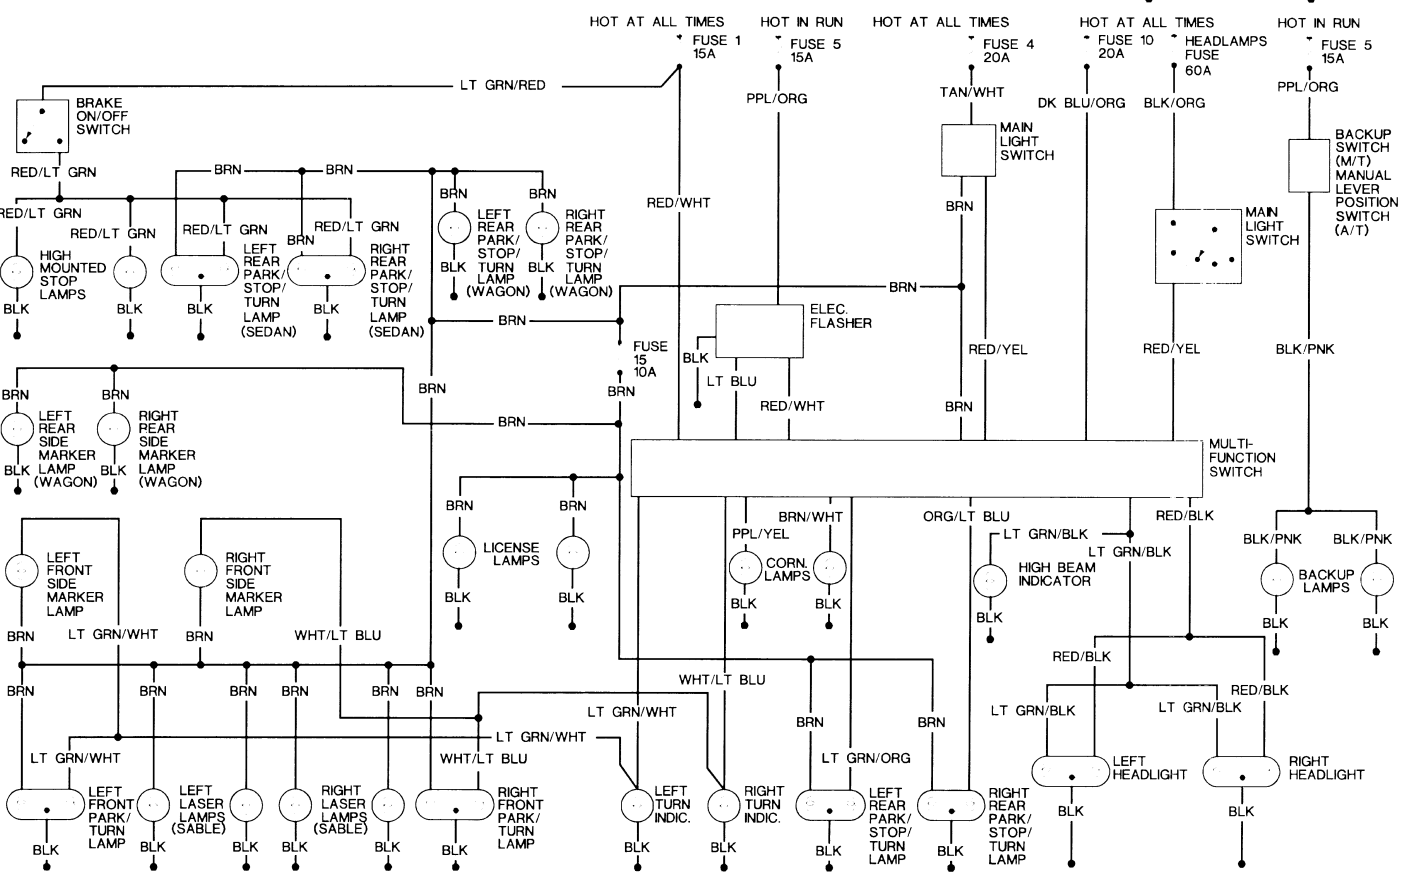 HOT AT ALL TIMES
HOT IN RUN
HOT AT ALL TIMES
HOT AT ALL TIMES
HOT IN RUN
FUSE 1
15A
FUSE 5
15A
FUSE 4
20A
FUSE 10
20A
HEADLAMPS
FUSE
60A
FUSE 5
15A
LT GRN/RED
PPL/ORG
TAN/WHT
DK BLU/ORG
BLK/ORG
PPL/ORG
BRAKE
ON/OFF
SWITCH
MAIN
LIGHT
SWITCH
BACKUP
SWITCH
(M/T)
MANUAL
LEVER
POSITION
SWITCH
(A/T)
RED/LT GRN
BRN
BRN
BRN
BRN
RED/WHT
BRN
RED/LT GRN
RED/LT GRN
RED/LT GRN
BRN
RED/LT GRN
LEFT
REAR
PARK/
STOP/
TURN
LAMP
(WAGON)
RIGHT
REAR
PARK/
STOP/
TURN
LAMP
(WAGON)
MAIN
LIGHT
SWITCH
HIGH
MOUNTED
STOP
LAMPS
LEFT
REAR
PARK/
STOP/
TURN
LAMP
(SEDAN)
RIGHT
REAR
PARK/
STOP/
TURN
LAMP
(SEDAN)
BLK
BLK
BRN
BLK
BLK
BLK
BLK
BRN
ELEC.
FLASHER
FUSE
15
10A
BLK
LT BLU
RED/WHT
RED/YEL
RED/YEL
BLK/PNK
BRN
BRN
BRN
BRN
BRN
BRN
BRN
LEFT
REAR
SIDE
MARKER
LAMP
(WAGON)
RIGHT
REAR
SIDE
MARKER
LAMP
(WAGON)
BLK
BLK
MULTI-
FUNCTION
SWITCH
BRN
BRN
PPL/YEL
BRN/WHT
ORG/LT BLU
LT GRN/BLK
LT GRN/BLK
RED/BLK
BLK/PNK
BLK/PNK
LEFT
FRONT
SIDE
MARKER
LAMP
RIGHT
FRONT
SIDE
MARKER
LAMP
LICENSE
LAMPS
CORN.
LAMPS
HIGH BEAM
INDICATOR
BACKUP
LAMPS
BLK
BLK
BLK
BLK
BLK
BLK
BLK
BRN
LT GRN/WHT
BRN
WHT/LT BLU
RED/BLK
WHT/LT BLU
BRN
BRN
BRN
BRN
BRN
BRN
RED/BLK
LT GRN/WHT
LT GRN/BLK
LT GRN/BLK
BRN
BRN
LT GRN/WHT
LT GRN/WHT
WHT/LT BLU
LT GRN/ORG
LEFT
HEADLIGHT
RIGHT
HEADLIGHT
LEFT
FRONT
PARK/
TURN
LAMP
LEFT
LASER
LAMPS
(SABLE)
RIGHT
LASER
LAMPS
(SABLE)
RIGHT
FRONT
PARK/
TURN
LAMP
LEFT
TURN
INDIC.
RIGHT
TURN
INDIC.
LEFT
REAR
PARK/
STOP/
TURN
LAMP
RIGHT
REAR
PARK/
STOP/
TURN
LAMP
BLK
BLK
BLK
BLK
BLK
BLK
BLK
BLK
BLK
BLK
BLK
BLK